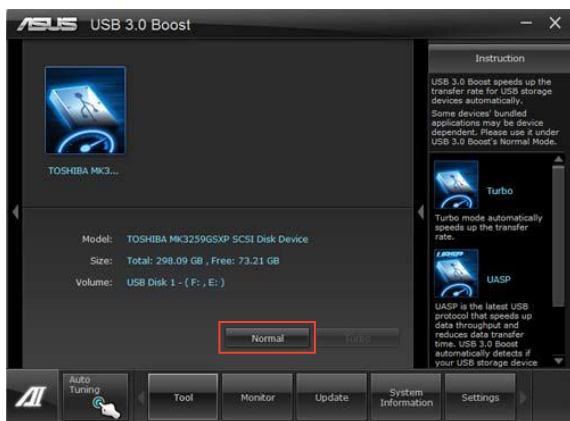 ASUS USB 3.0 Boost
TOSHIBA MK3...
Model: TOSHIBA MK3259GSXP SCSI Disk Device
Size: Total: 298.09 GB , Free: 73.21 GB
Volume: USB Disk 1 - ( F: , E: )
Normal
Turbo
Instruction
USB 3.0 Boost speeds up the
transfer rate for USB storage
devices automatically.
Some devices' bundled
applications may be device
dependent. Please use it under
USB 3.0 Boost's Normal Mode.
Turbo
Turbo mode automatically
speeds up the transfer
rate.
UASP
UASP
UASP is the latest USB
protocol that speeds up
data throughput and
reduces data transfer
time. USB 3.0 Boost
automatically detects if
your USB storage device
Auto
Tuning
Tool
Monitor
Update
System
Information
Settings